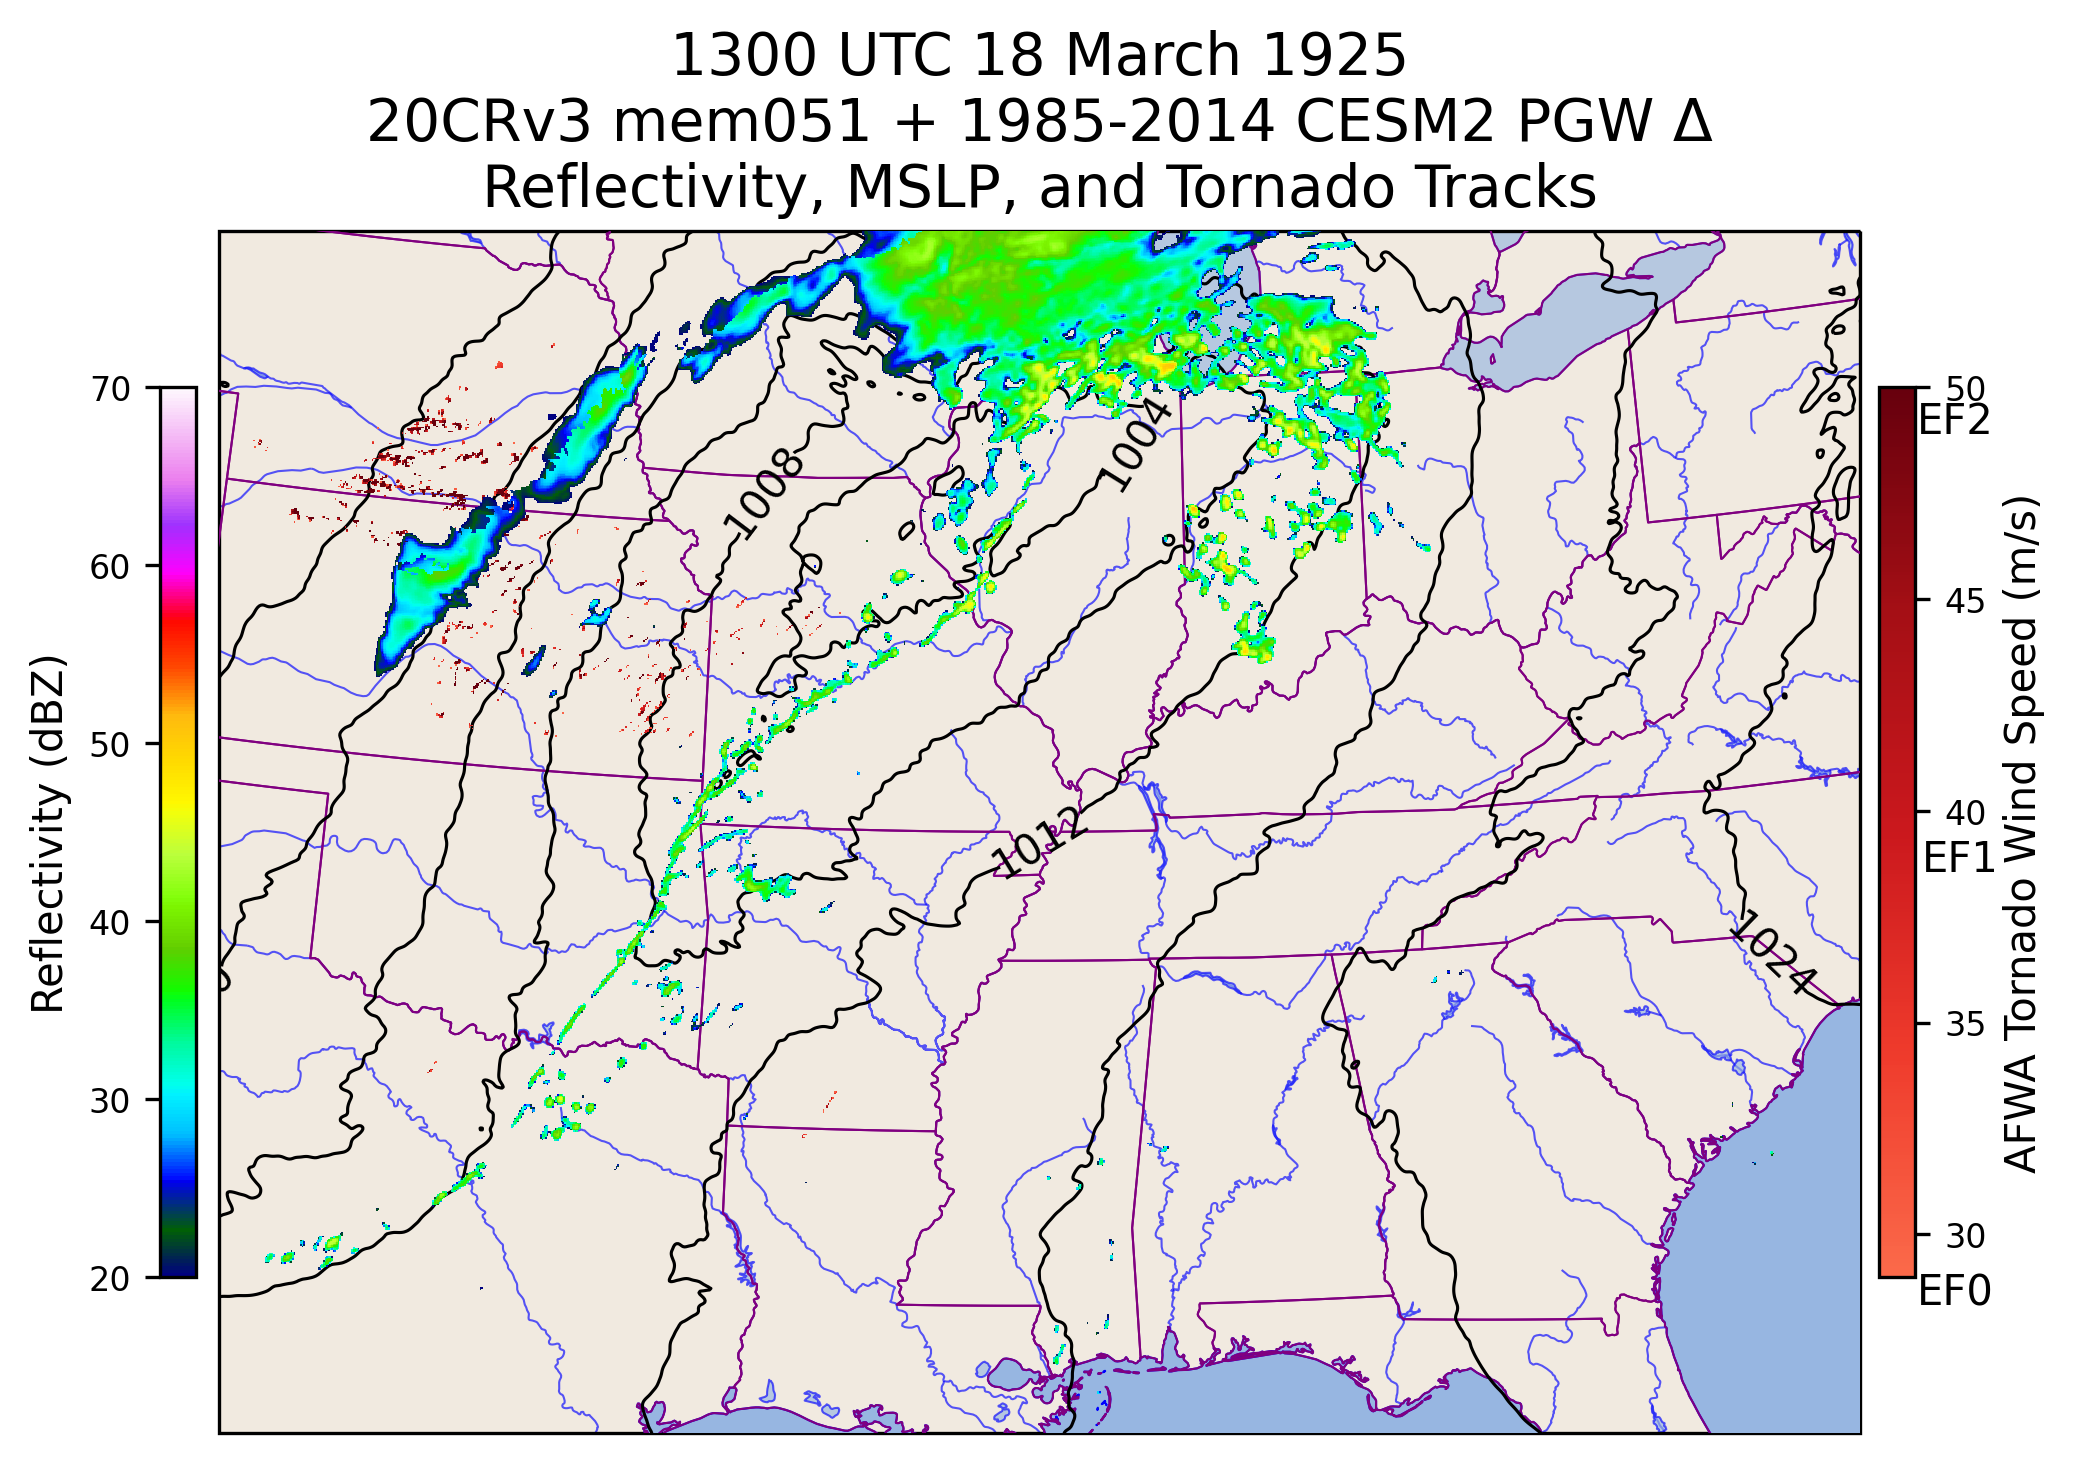 1300 UTC 18 March 1925
20CRv3 mem051 + 1985-2014 CESM2 PGW Δ
Reflectivity, MSLP, and Tornado Tracks
Reflectivity (dBZ)
70
60
50
40
30
20
1008
1004
1012
1024
50
EF2
45
40
EF1
35
30
EF0
AFWA Tornado Wind Speed (m/s)